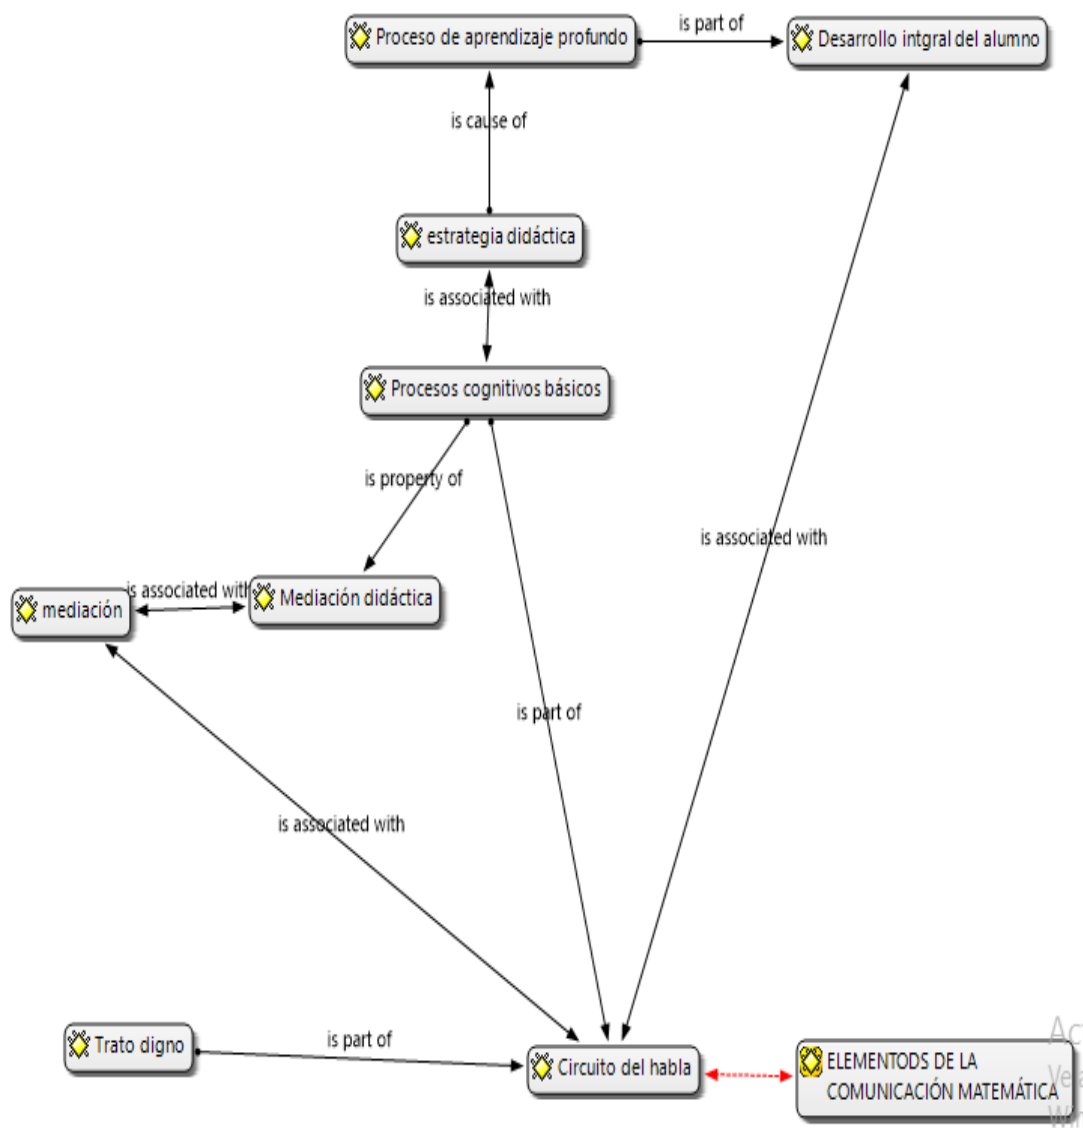 Proceso de aprendizaje profundo
is part of
Desarrollo intgral del alumno
is cause of
estrategia didáctica
is associated with
Procesos cognitivos básicos
is property of
is associated with
is associated with
Mediación didáctica
mediación
is part of
is associated with
Trato digno
is part of
Circuito del habla
ELEMENTODS DE LA
COMUNICACIÓN MATEMÁTICA